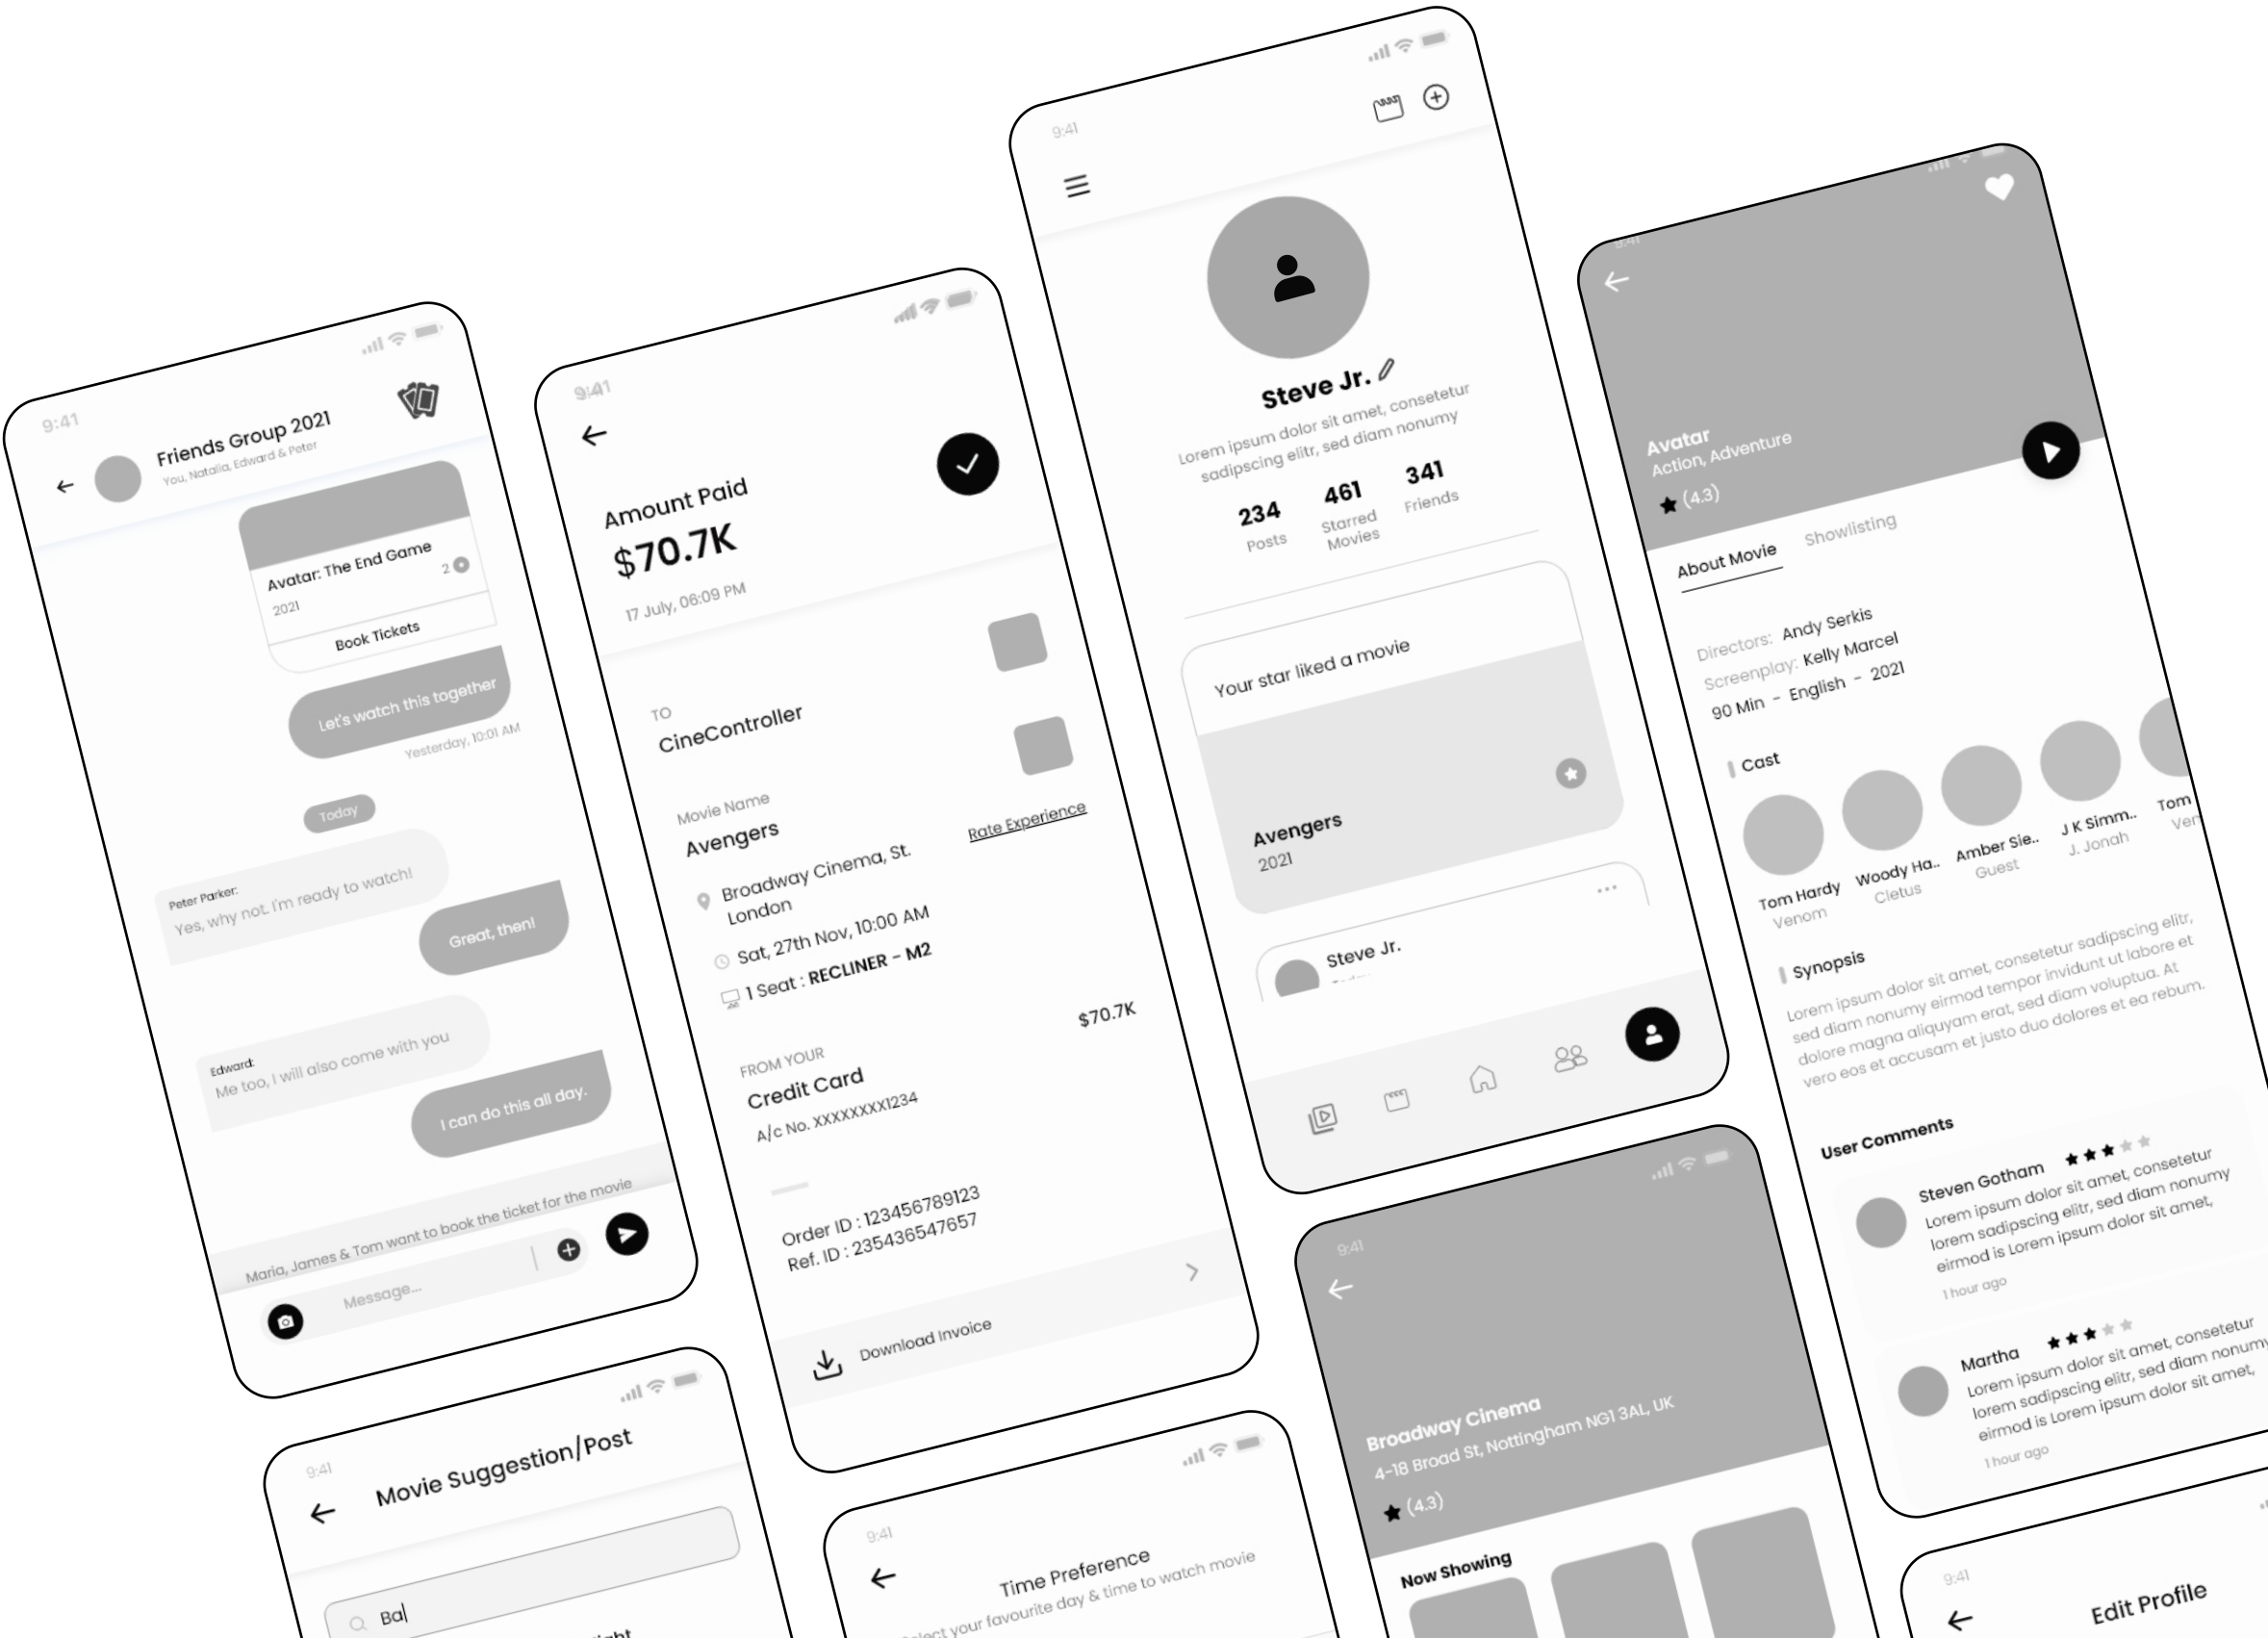 9:41
Friends Group 2021
You, Natalia, Edward & Peter
Avatar: The End Game
2021
2
Book Tickets
Let's watch this together
Yesterday, 10:01 AM
Today
Peter Parker:
Yes, why not. I'm ready to watch!
Great, then!
Edward:
Me too, I will also come with you
I can do this all day.
Maria, James & Tom want to book the ticket for the movie
Message...
9:41
Amount Paid
$70.7K
17 July, 06:09 PM
TO
CineController
Movie Name
Avengers
Rate Experience
Broadway Cinema, St.
London
Sat, 27th Nov, 10:00 AM
1 Seat : RECLINER - M2
$70.7K
FROM YOUR
Credit Card
A/c No. XXXXXXXX1234
Order ID : 123456789123
Ref. ID : 235436547657
Download Invoice
9:41
Steve Jr.
Lorem ipsum dolor sit amet, consetetur
sadipscing elitr, sed diam nonumy
234
Posts
461
Starred
Movies
341
Friends
Your star liked a movie
Avengers
2021
Steve Jr.
9:41
Avatar
Action, Adventure
(4.3)
About Movie
Showlisting
Directors: Andy Serkis
Screenplay: Kelly Marcel
90 Min - English - 2021
Cast
Tom Hardy
Venom
Woody Ha..
Cletus
Amber Sie..
Guest
J K Simm..
J. Jonah
Tom
Ven
Synopsis
Lorem ipsum dolor sit amet, consetetur sadipscing elitr,
sed diam nonumy eirmod tempor invidunt ut labore et
dolore magna aliquyam erat, sed diam voluptua. At
vero eos et accusam et justo duo dolores et ea rebum.
User Comments
Steven Gotham
Lorem ipsum dolor sit amet, consetetur
lorem sadipscing elitr, sed diam nonumy
eirmod is Lorem ipsum dolor sit amet,
1 hour ago
Martha
Lorem ipsum dolor sit amet, consetetur
lorem sadipscing elitr, sed diam nonumy
eirmod is Lorem ipsum dolor sit amet,
1 hour ago
9:41
Movie Suggestion/Post
Ba
9:41
Time Preference
Select your favourite day & time to watch movie
9:41
Broadway Cinema
4-18 Broad St, Nottingham NG1 3AL, UK
(4.3)
Now Showing
9:41
Edit Profile